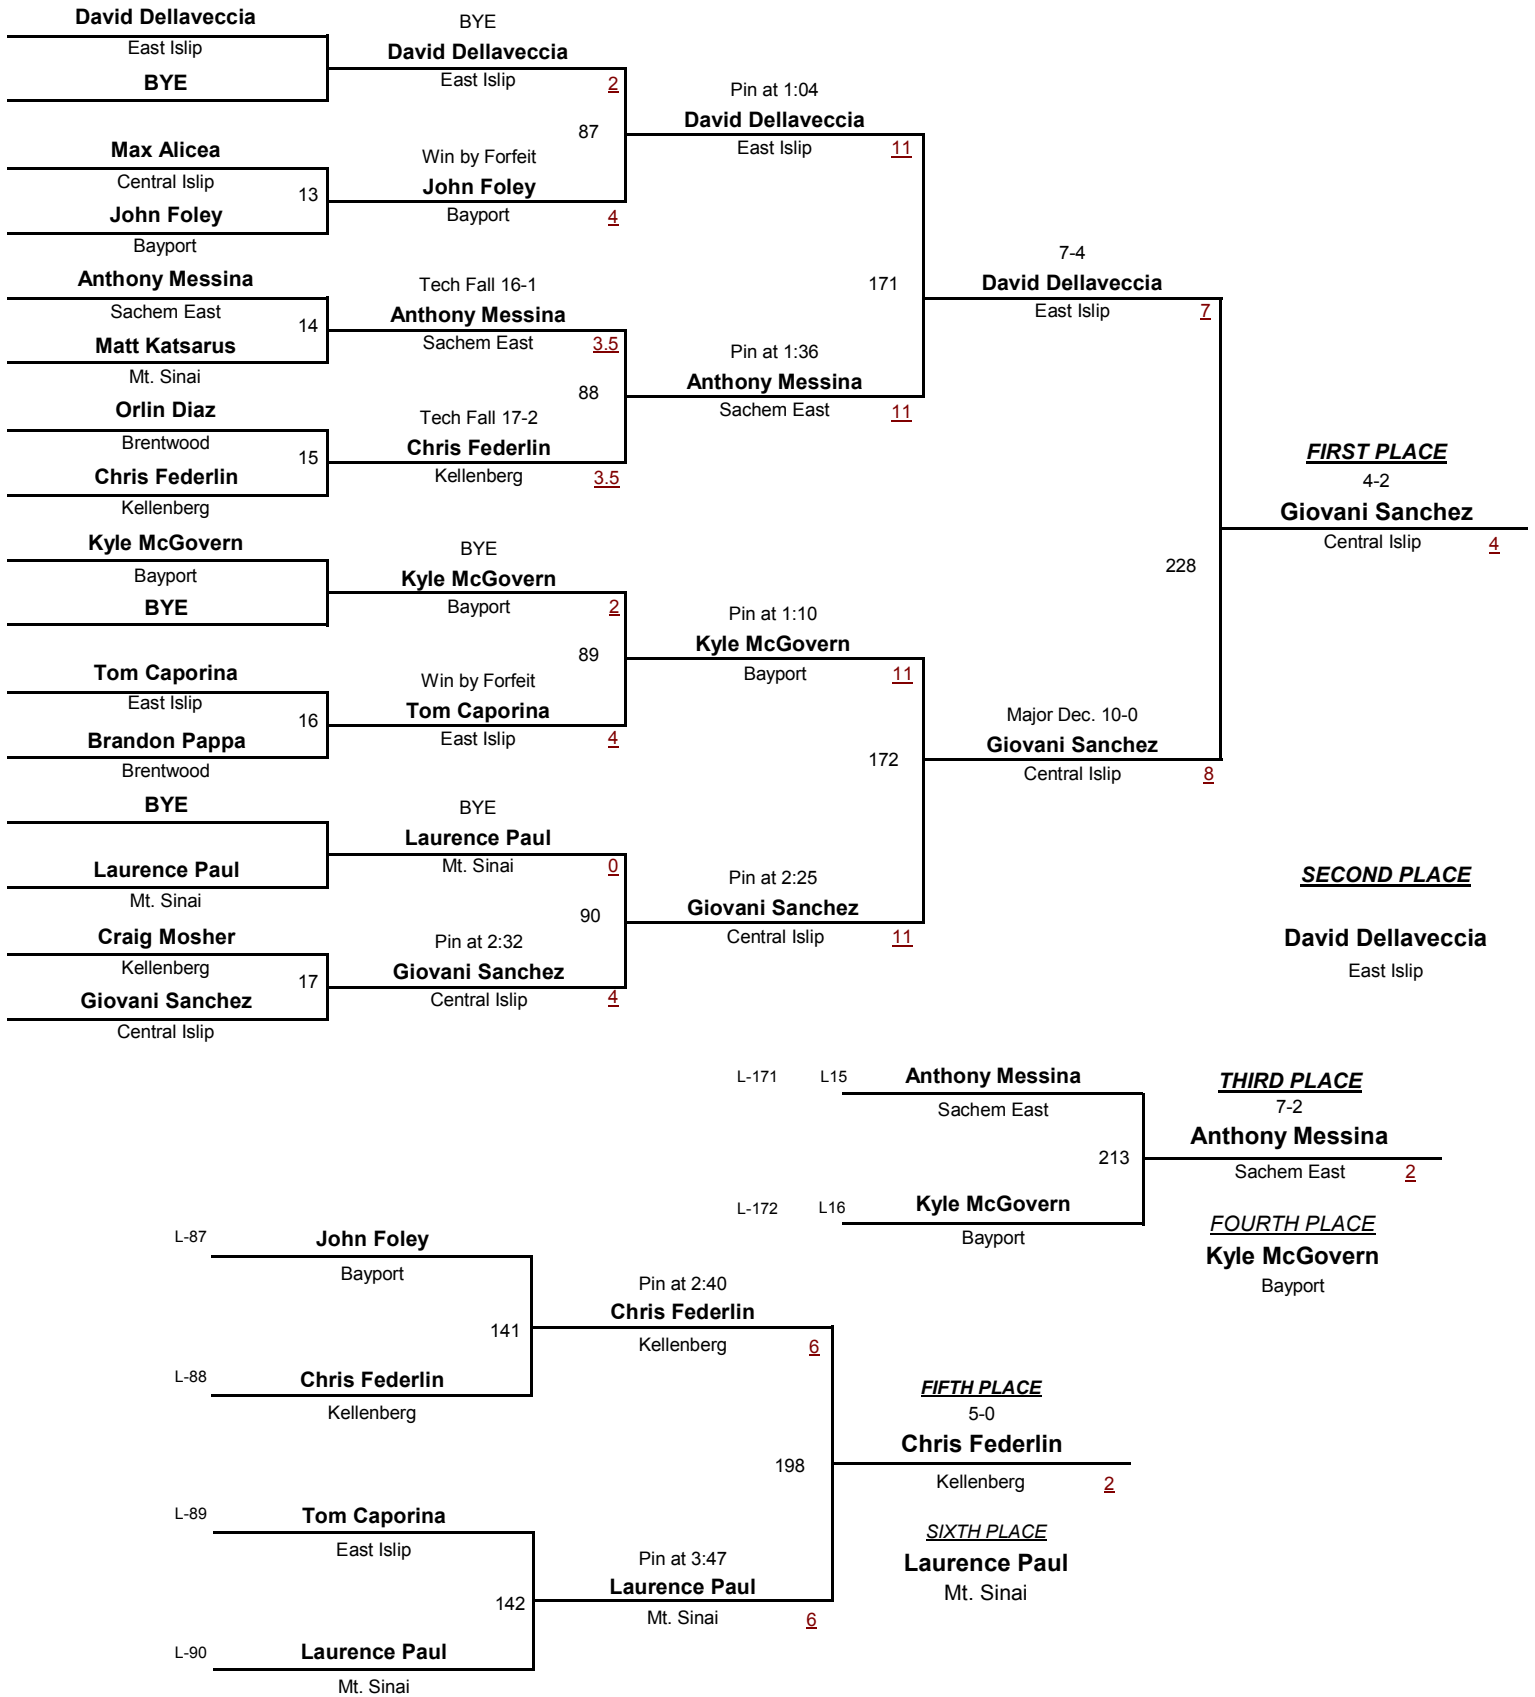 David Dellaveccia
East Islip
BYE
Max Alicea
Central Islip
13
John Foley
Bayport
Anthony Messina
Sachem East
14
Matt Katsarus
Mt. Sinai
Orlin Diaz
Brentwood
15
Chris Federlin
Kellenberg
Kyle McGovern
Bayport
BYE
Tom Caporina
East Islip
16
Brandon Pappa
Brentwood
BYE
Laurence Paul
Mt. Sinai
Craig Mosher
Kellenberg
17
Giovani Sanchez
Central Islip
BYE
David Dellaveccia
East Islip 2
87
Win by Forfeit
John Foley
Bayport 4
Tech Fall 16-1
Anthony Messina
Sachem East 3.5
88
Tech Fall 17-2
Chris Federlin
Kellenberg 3.5
BYE
Kyle McGovern
Bayport 2
89
Win by Forfeit
Tom Caporina
East Islip 4
BYE
Laurence Paul
Mt. Sinai 0
90
Pin at 2:32
Giovani Sanchez
Central Islip 4
Pin at 1:04
David Dellaveccia
East Islip 11
171
Pin at 1:36
Anthony Messina
Sachem East 11
Pin at 1:10
Kyle McGovern
Bayport 11
172
Pin at 2:25
Giovani Sanchez
Central Islip 11
7-4
David Dellaveccia
East Islip 7
228
Major Dec. 10-0
Giovani Sanchez
Central Islip 8
FIRST PLACE
4-2
Giovani Sanchez
Central Islip 4
SECOND PLACE
David Dellaveccia
East Islip
L-171 L15 Anthony Messina
Sachem East
213
L-172 L16 Kyle McGovern
Bayport
THIRD PLACE
7-2
Anthony Messina
Sachem East 2
FOURTH PLACE
Kyle McGovern
Bayport
L-87 John Foley
Bayport
141
L-88 Chris Federlin
Kellenberg
L-89 Tom Caporina
East Islip
142
L-90 Laurence Paul
Mt. Sinai
Pin at 2:40
Chris Federlin
Kellenberg 6
198
Pin at 3:47
Laurence Paul
Mt. Sinai 6
FIFTH PLACE
5-0
Chris Federlin
Kellenberg 2
SIXTH PLACE
Laurence Paul
Mt. Sinai